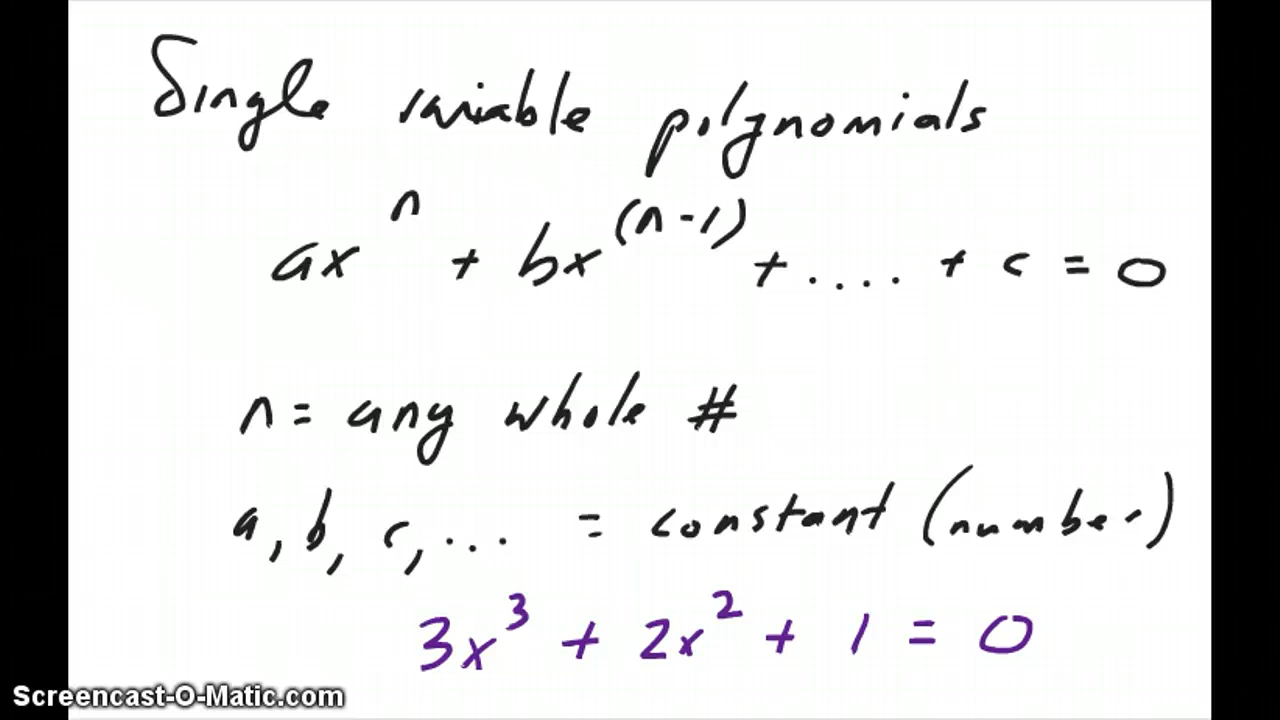 Single variable polynomials
ax^n + bx^(n-1) + .... + c = 0
n = any whole #
a, b, c, ... = constant (number)
3x^3 + 2x^2 + 1 = 0
Screencast-O-Matic.com